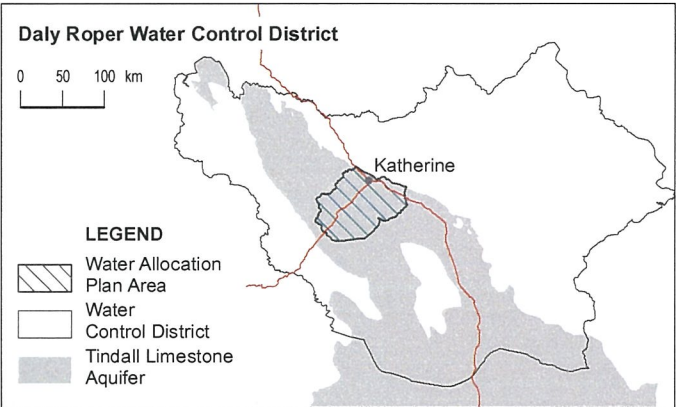 Daly Roper Water Control District
0 50 100 km
Katherine
LEGEND
Water Allocation
Plan Area
Water
Control District
Tindall Limestone
Aquifer